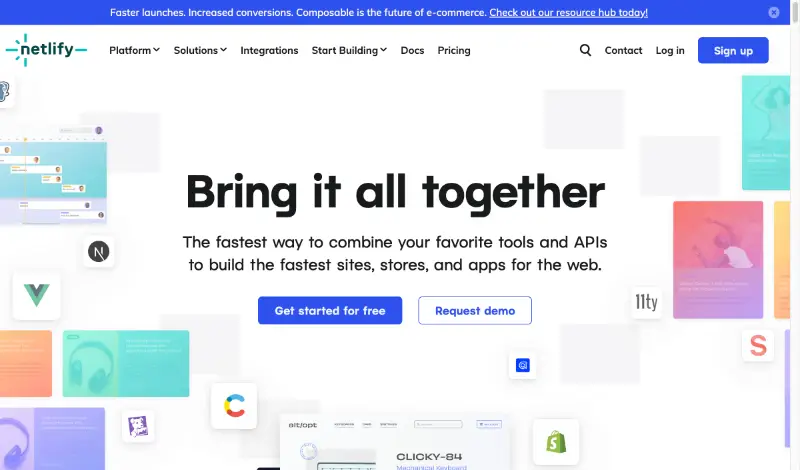 Faster launches. Increased conversions. Composable is the future of e-commerce. Check out our resource hub today!
netlify
Platform
Solutions
Integrations
Start Building
Docs
Pricing
Contact
Log in
Sign up
Bring it all together
The fastest way to combine your favorite tools and APIs
to build the fastest sites, stores, and apps for the web.
Get started for free
Request demo
11ty
alt/opt
CLICKY-84
Mechanical Keyboard